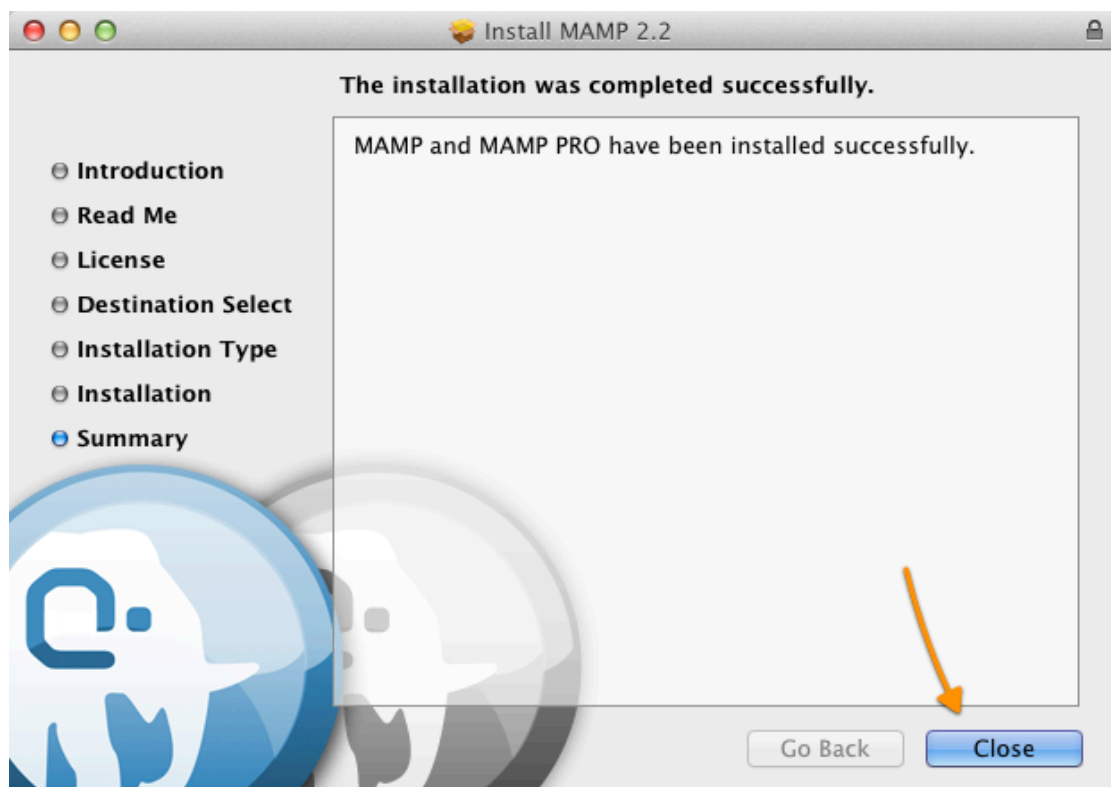 Install MAMP 2.2
The installation was completed successfully.
MAMP and MAMP PRO have been installed successfully.
Introduction
Read Me
License
Destination Select
Installation Type
Installation
Summary
Go Back
Close